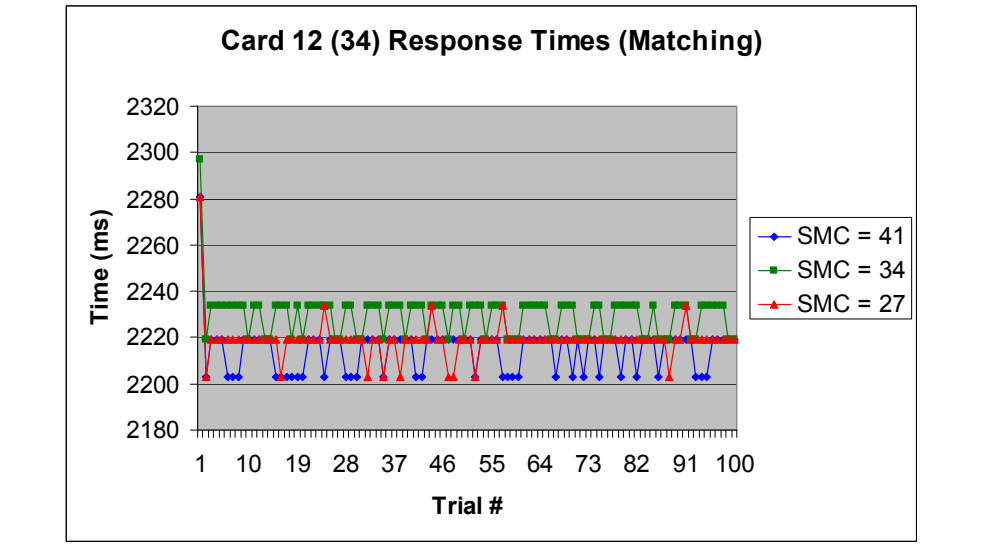 Card 12 (34) Response Times (Matching)
2320
2300
2280
2260
2240
2220
2200
2180
Time (ms)
1 10 19 28 37 46 55 64 73 82 91 100
Trial #
SMC = 41
SMC = 34
SMC = 27